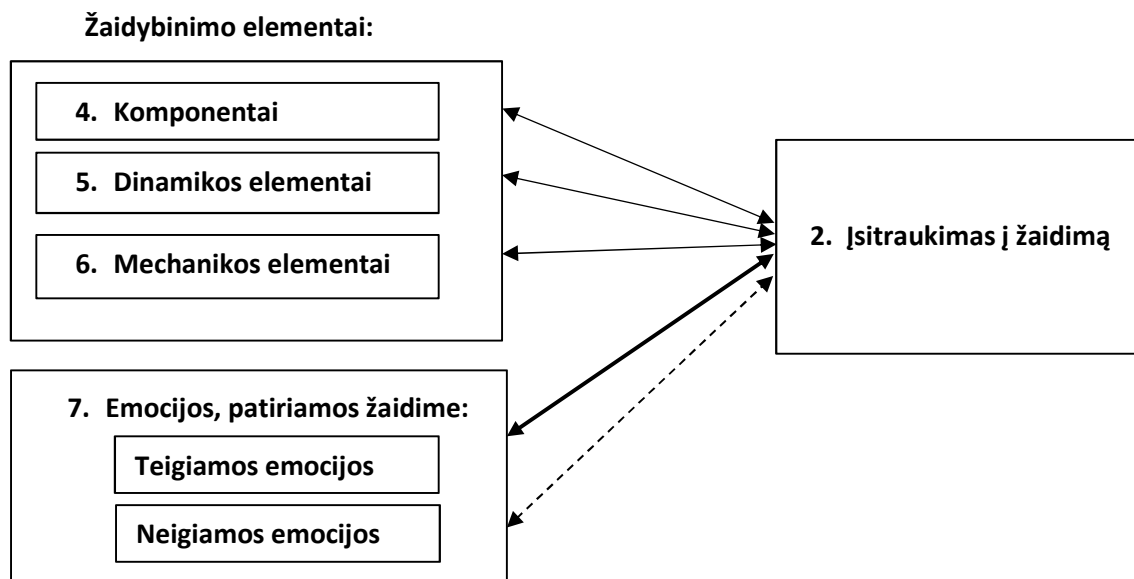 Žaidybinimo elementai:
4. Komponentai
5. Dinamikos elementai
6. Mechanikos elementai
2. Įsitraukimas į žaidimą
7. Emocijos, patiriamos žaidime:
Teigiamos emocijos
Neigiamos emocijos